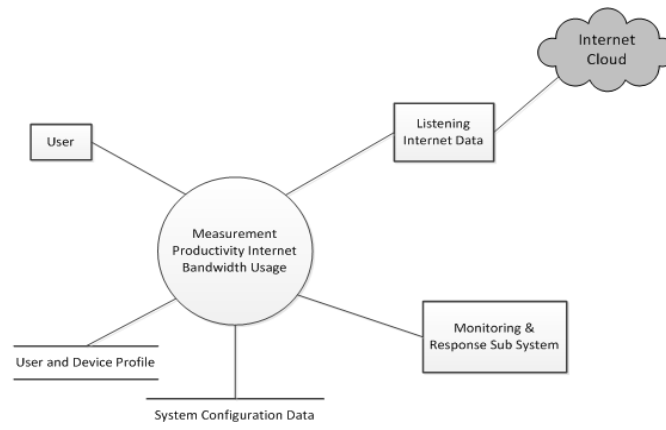 Internet
Cloud
Listening
Internet Data
User
Measurement
Productivity Internet
Bandwidth Usage
Monitoring &
Response Sub System
User and Device Profile
System Configuration Data